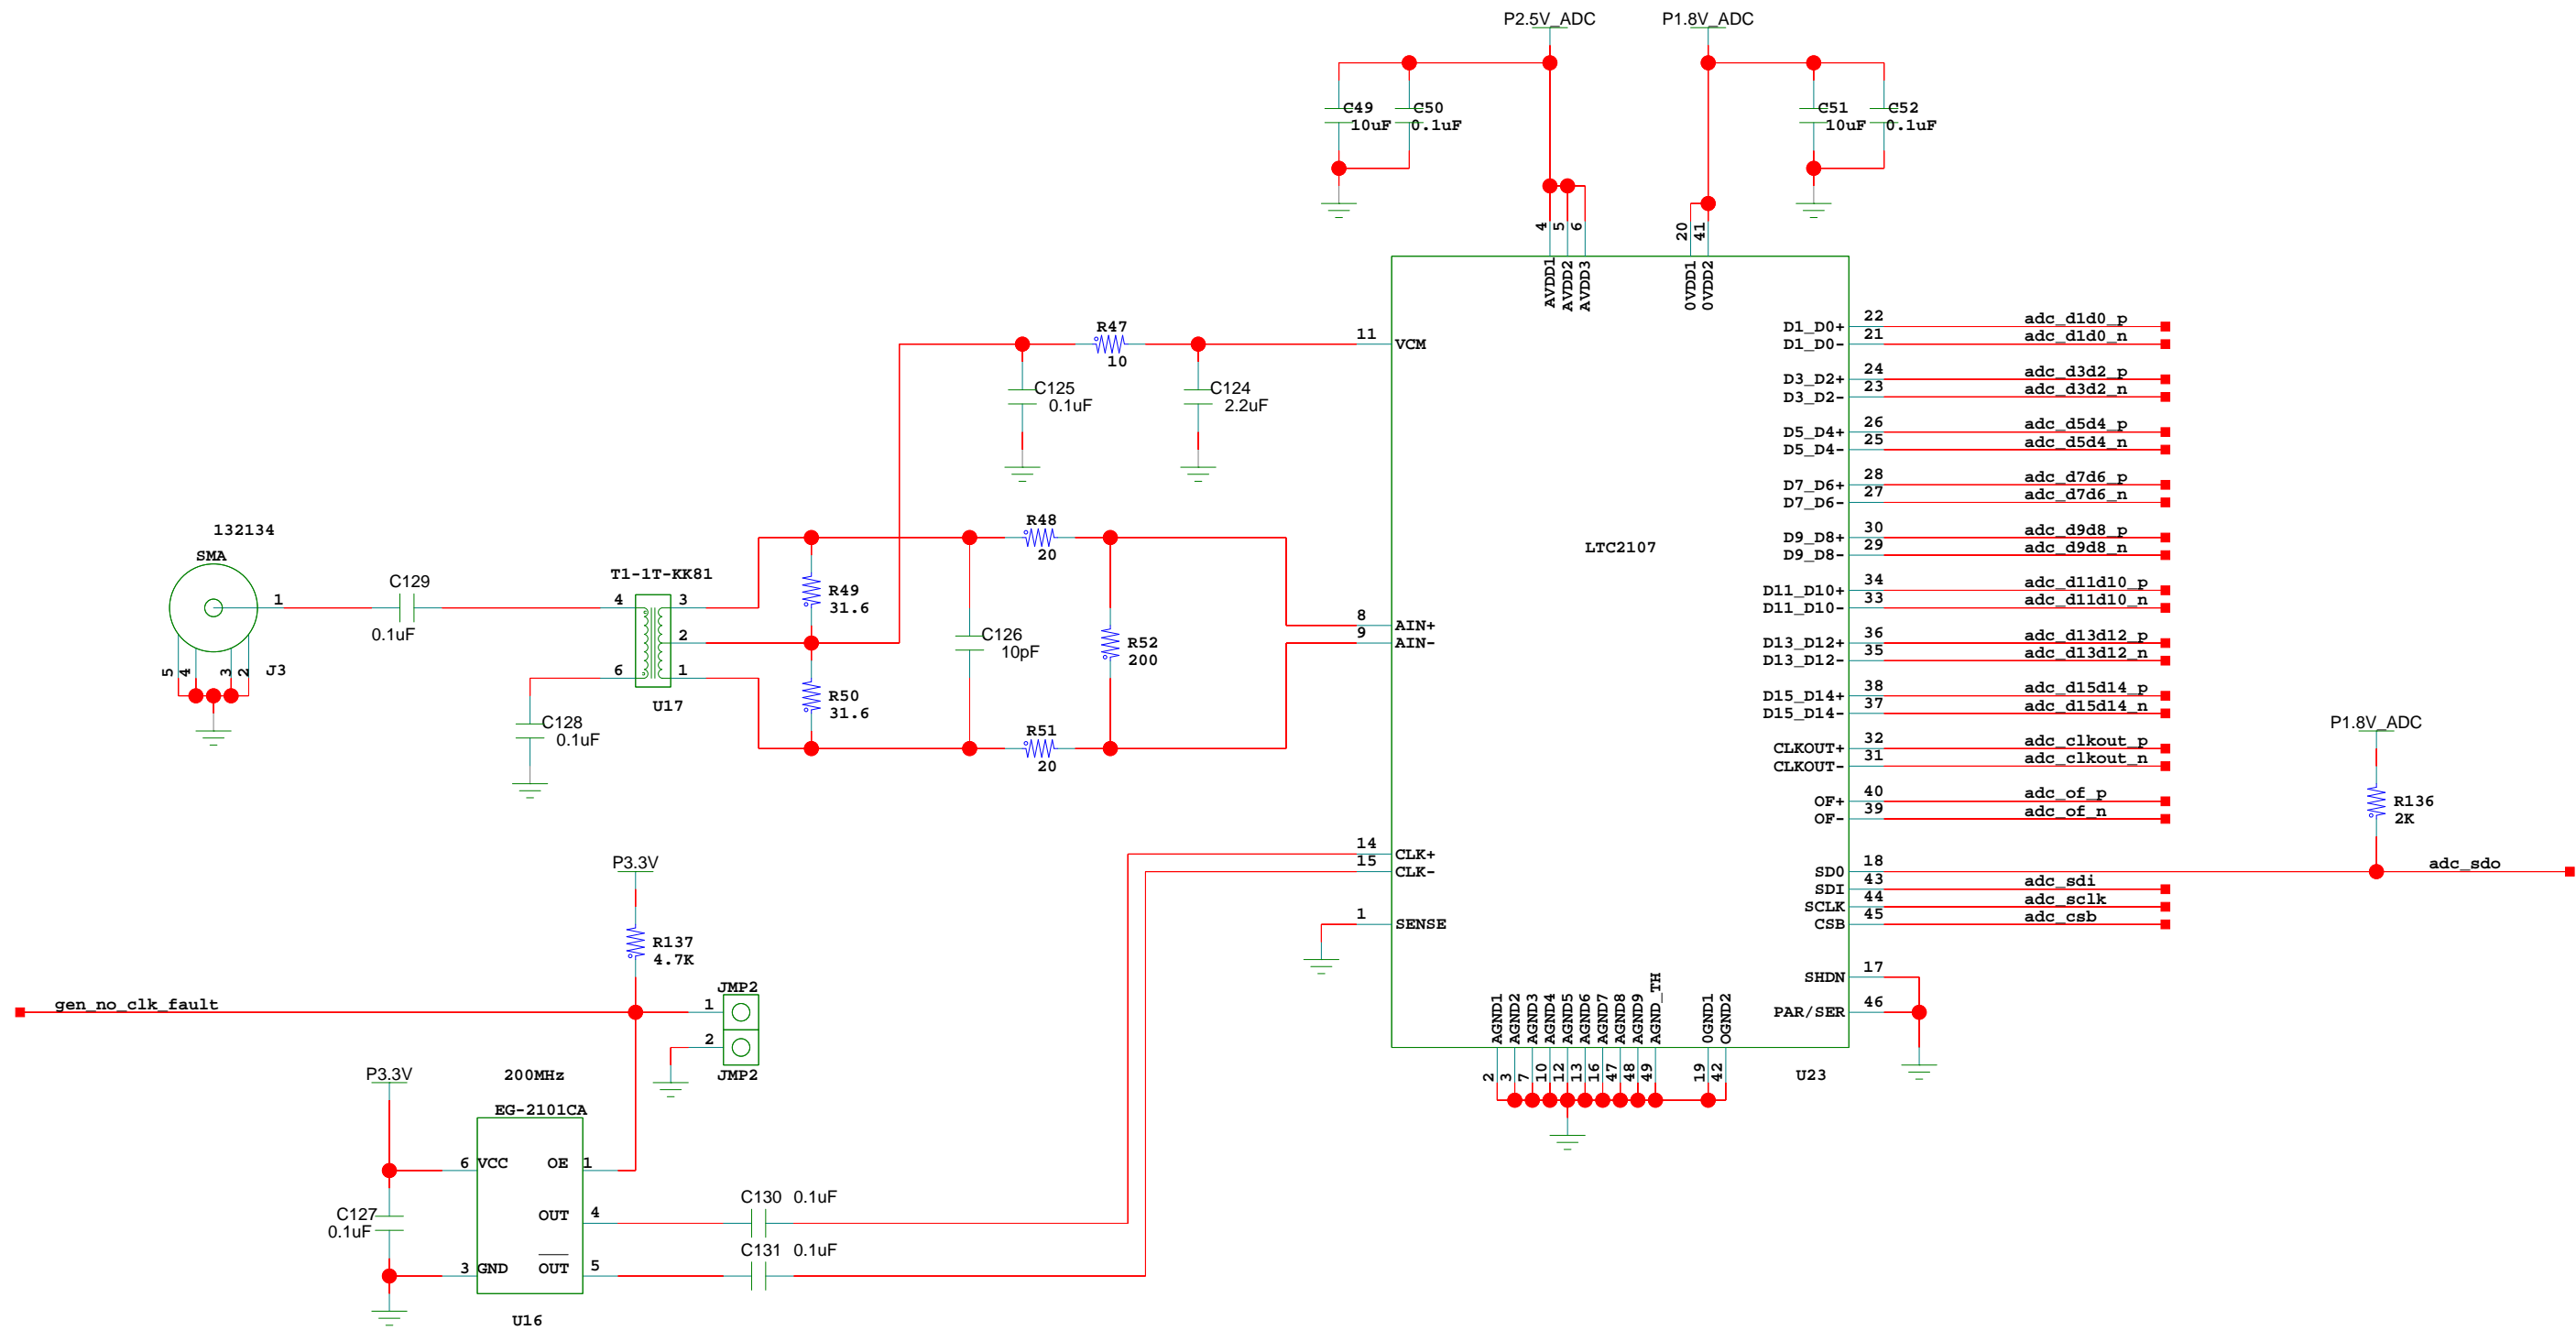 P2.5V_ADC
P1.8V_ADC
C49
10uF
C50
0.1uF
C51
10uF
C52
0.1uF
4
5
6
20
41
AVDD1
AVDD2
AVDD3
0VDD1
0VDD2
R47
10
11
VCM
C125
0.1uF
C124
2.2uF
132134
SMA
1
5
4
3
2
J3
C129
0.1uF
T1-1T-KK81
4
3
2
6
1
U17
C128
0.1uF
R49
31.6
R50
31.6
C126
10pF
R48
20
R51
20
R52
200
8
AIN+
9
AIN-
LTC2107
14
CLK+
15
CLK-
1
SENSE
D1_D0+
22
adc_d1d0_p
D1_D0-
21
adc_d1d0_n
D3_D2+
24
adc_d3d2_p
D3_D2-
23
adc_d3d2_n
D5_D4+
26
adc_d5d4_p
D5_D4-
25
adc_d5d4_n
D7_D6+
28
adc_d7d6_p
D7_D6-
27
adc_d7d6_n
D9_D8+
30
adc_d9d8_p
D9_D8-
29
adc_d9d8_n
D11_D10+
34
adc_d11d10_p
D11_D10-
33
adc_d11d10_n
D13_D12+
36
adc_d13d12_p
D13_D12-
35
adc_d13d12_n
D15_D14+
38
adc_d15d14_p
D15_D14-
37
adc_d15d14_n
CLKOUT+
32
adc_clkout_p
CLKOUT-
31
adc_clkout_n
OF+
40
adc_of_p
OF-
39
adc_of_n
SD0
18
adc_sdo
SDI
43
adc_sdi
SCLK
44
adc_sclk
CSB
45
adc_csb
SHDN
17
PAR/SER
46
P1.8V_ADC
R136
2K
AGND1
AGND2
AGND3
AGND4
AGND5
AGND6
AGND7
AGND8
AGND9
AGND_TH
0GND1
OGND2
2
3
7
10
12
13
16
47
48
49
19
42
U23
P3.3V
R137
4.7K
gen_no_clk_fault
JMP2
1
2
JMP2
P3.3V
200MHz
EG-2101CA
6
VCC
OE
1
OUT
4
3
GND
OUT
5
U16
C127
0.1uF
C130 0.1uF
C131 0.1uF